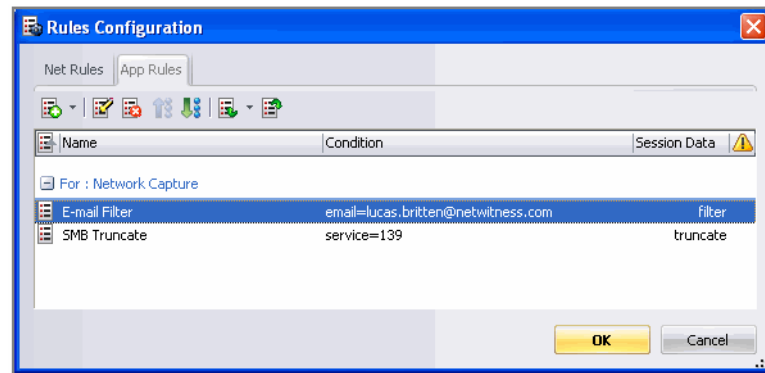 Rules Configuration
Net Rules App Rules
Name Condition Session Data
For : Network Capture
E-mail Filter email=lucas.britten@netwitness.com filter
SMB Truncate service=139 truncate
OK Cancel